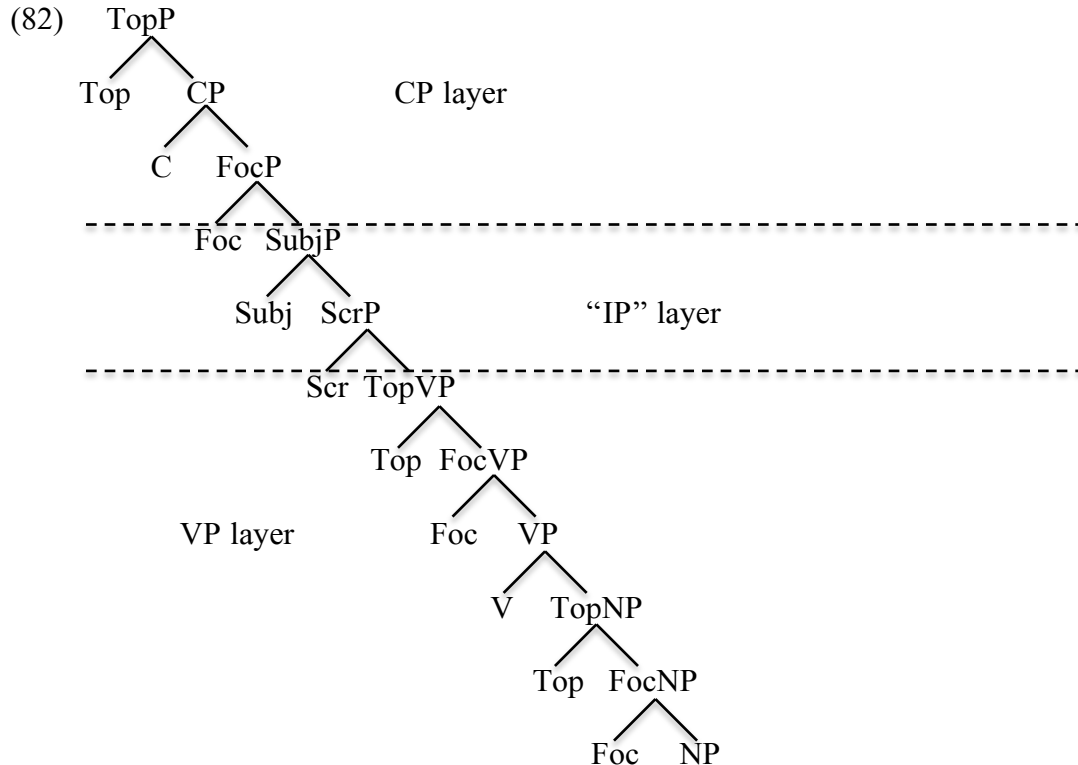 (82) TopP
Top CP CP layer
C FocP
Foc SubjP
Subj ScrP “IP” layer
Scr TopVP
Top FocVP
VP layer Foc VP
V TopNP
Top FocNP
Foc NP